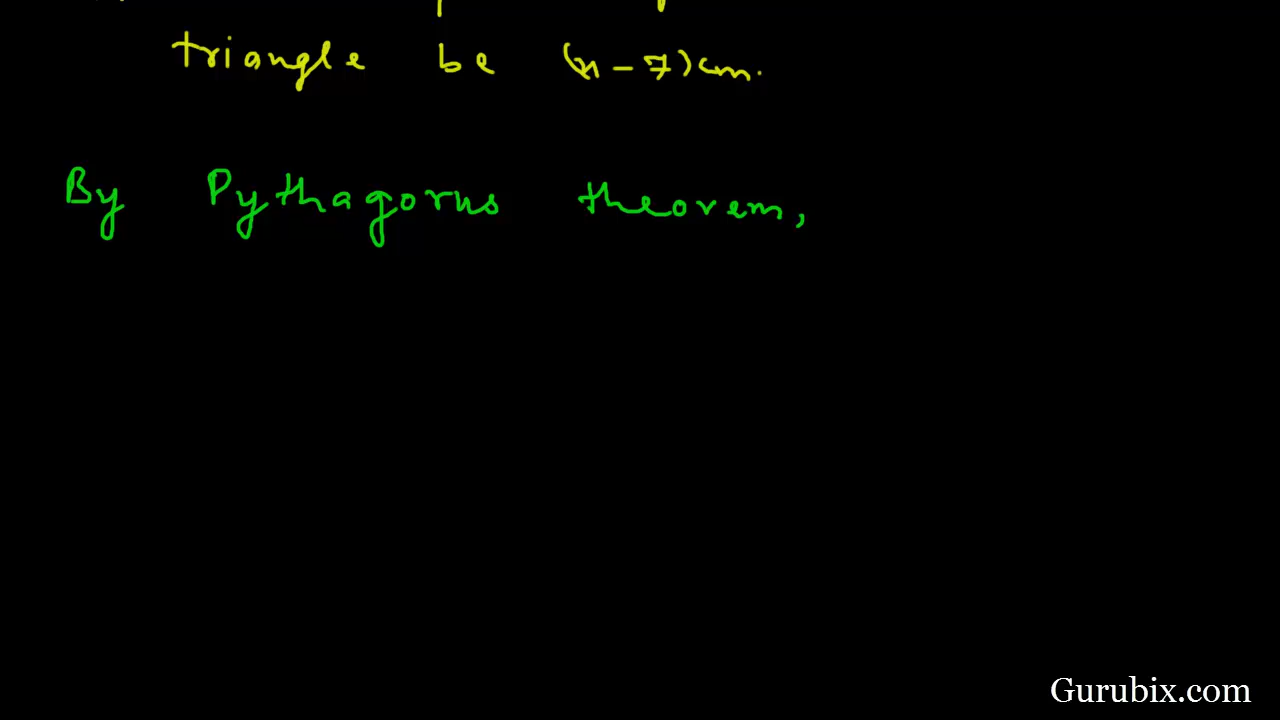 triangle be (x - 7) cm.
By Pythagorus theorem,
Gurubix.com